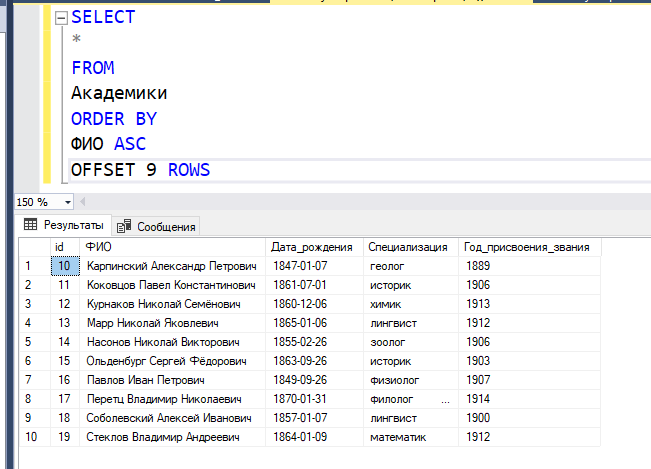 SELECT
*
FROM
Академики
ORDER BY
ФИО ASC
OFFSET 9 ROWS
150 %
Результаты Сообщения
id ФИО Дата_рождения Специализация Год_присвоения_звания
1 10 Карпинский Александр Петрович 1847-01-07 геолог 1889
2 11 Коковцов Павел Константинович 1861-07-01 историк 1906
3 12 Курнаков Николай Семёнович 1860-12-06 химик 1913
4 13 Марр Николай Яковлевич 1865-01-06 лингвист 1912
5 14 Насонов Николай Викторович 1855-02-26 зоолог 1906
6 15 Ольденбург Сергей Фёдорович 1863-09-26 историк 1903
7 16 Павлов Иван Петрович 1849-09-26 физиолог 1907
8 17 Перетц Владимир Николаевич 1870-01-31 филолог ... 1914
9 18 Соболевский Алексей Иванович 1857-01-07 лингвист 1900
10 19 Стеклов Владимир Андреевич 1864-01-09 математик 1912